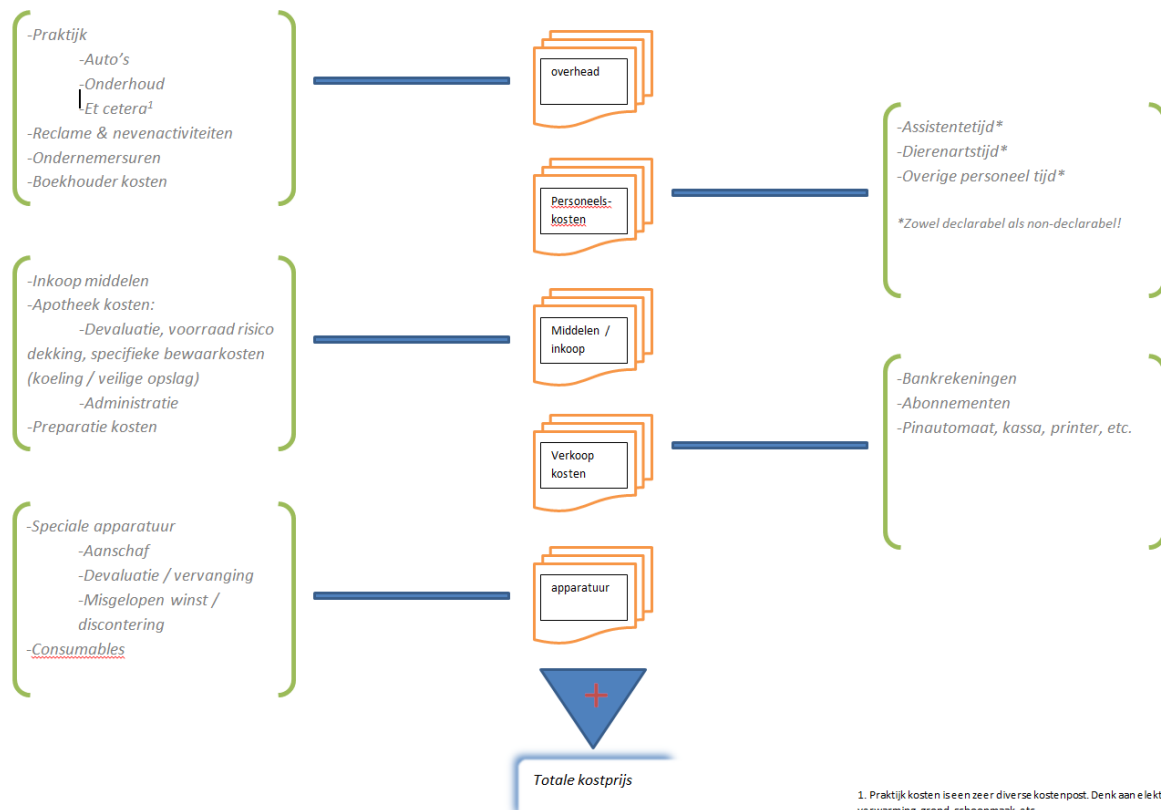 -Praktijk
-Auto's
-Onderhoud
-Et cetera¹
-Reclame & nevenactiviteiten
-Ondernemersuren
-Boekhouder kosten
overhead
-Assistentetijd*
-Dierenartstijd*
-Overige personeel tijd*
*Zowel declarabel als non-declarabel!
Personeels-
kosten
-Inkoop middelen
-Apotheek kosten:
-Devaluatie, voorraad risico
dekking, specifieke bewaarkosten
(koeling / veilige opslag)
-Administratie
-Preparatie kosten
Middelen /
inkoop
-Bankrekeningen
-Abonnementen
-Pinautomaat, kassa, printer, etc.
Verkoop
kosten
-Speciale apparatuur
-Aanschaf
-Devaluatie / vervanging
-Misgelopen winst /
discontering
-Consumables
apparatuur
+
Totale kostprijs
1. Praktijk kosten is een zeer diverse kostenpost. Denk aan elekt